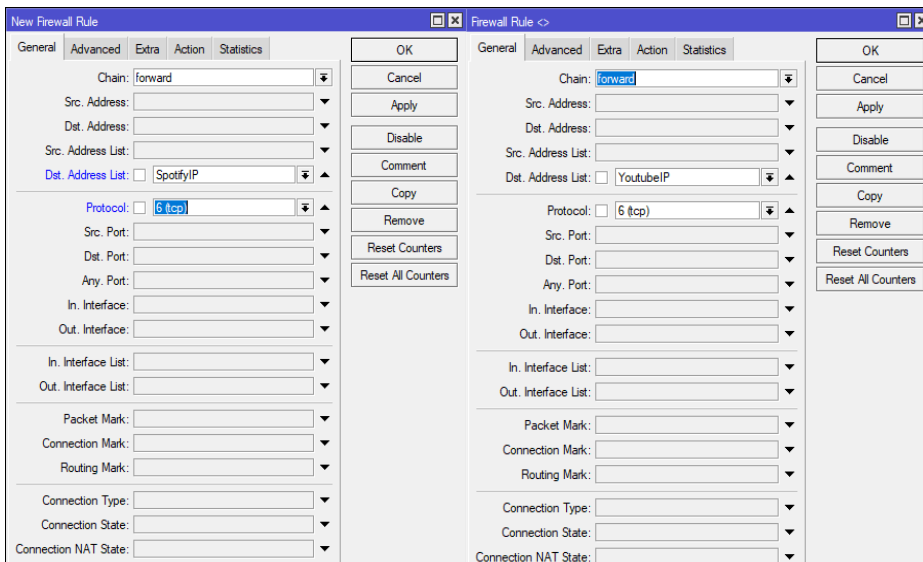 New Firewall Rule
General Advanced Extra Action Statistics
Chain: forward
Src. Address:
Dst. Address:
Src. Address List:
Dst. Address List: SpotifyIP
Protocol: 6 (tcp)
Src. Port:
Dst. Port:
Any. Port:
In. Interface:
Out. Interface:
In. Interface List:
Out. Interface List:
Packet Mark:
Connection Mark:
Routing Mark:
Connection Type:
Connection State:
Connection NAT State:
OK
Cancel
Apply
Disable
Comment
Copy
Remove
Reset Counters
Reset All Counters
Firewall Rule <>
General Advanced Extra Action Statistics
Chain: forward
Src. Address:
Dst. Address:
Src. Address List:
Dst. Address List: YoutubeIP
Protocol: 6 (tcp)
Src. Port:
Dst. Port:
Any. Port:
In. Interface:
Out. Interface:
In. Interface List:
Out. Interface List:
Packet Mark:
Connection Mark:
Routing Mark:
Connection Type:
Connection State:
Connection NAT State:
OK
Cancel
Apply
Disable
Comment
Copy
Remove
Reset Counters
Reset All Counters